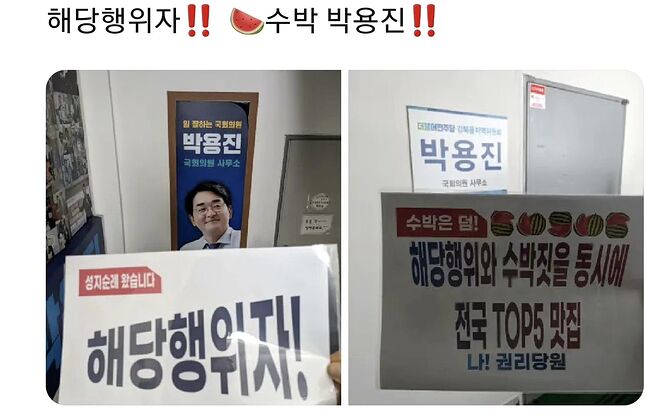 해당행위자‼️ 🍉수박 박용진‼️
일 잘하는 국회의원
박용진
국회의원 사무소
성지순례 왔습니다
해당행위자!
더불어민주당 강북을 지역위원회
박용진
국회의원 사무소
수박은 덤!
해당행위와 수박짓을 동시에
전국 TOP5 맛집
나! 권리당원